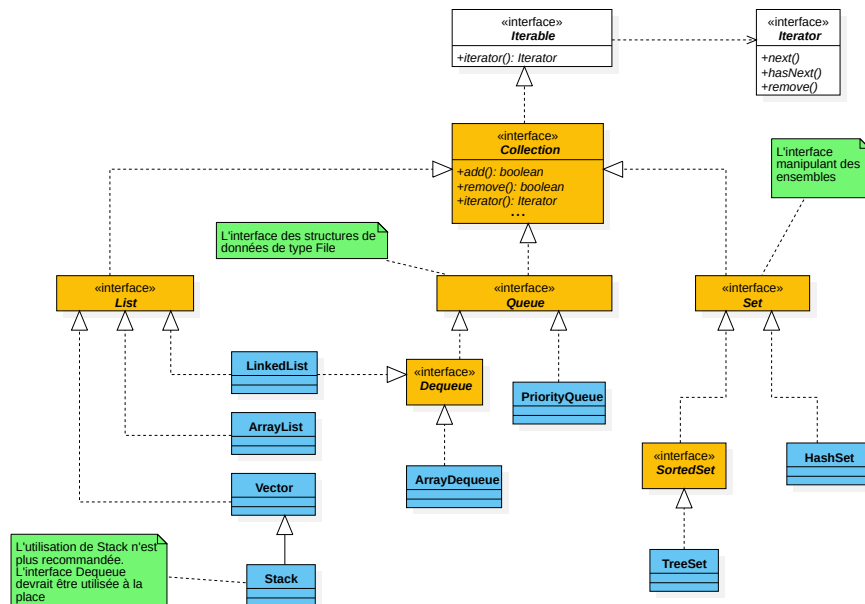 «interface»
Iterable
+iterator(): Iterator
«interface»
Iterator
+next()
+hasNext()
+remove()
«interface»
Collection
+add(): boolean
+remove(): boolean
+iterator(): Iterator
...
L'interface
manipulant des
ensembles
L'interface des structures de
données de type File
«interface»
List
«interface»
Queue
«interface»
Set
LinkedList
«interface»
Dequeue
PriorityQueue
ArrayList
«interface»
SortedSet
HashSet
Vector
ArrayDequeue
L'utilisation de Stack n'est
plus recommandée.
L'interface Dequeue
devrait être utilisée à la
place
Stack
TreeSet